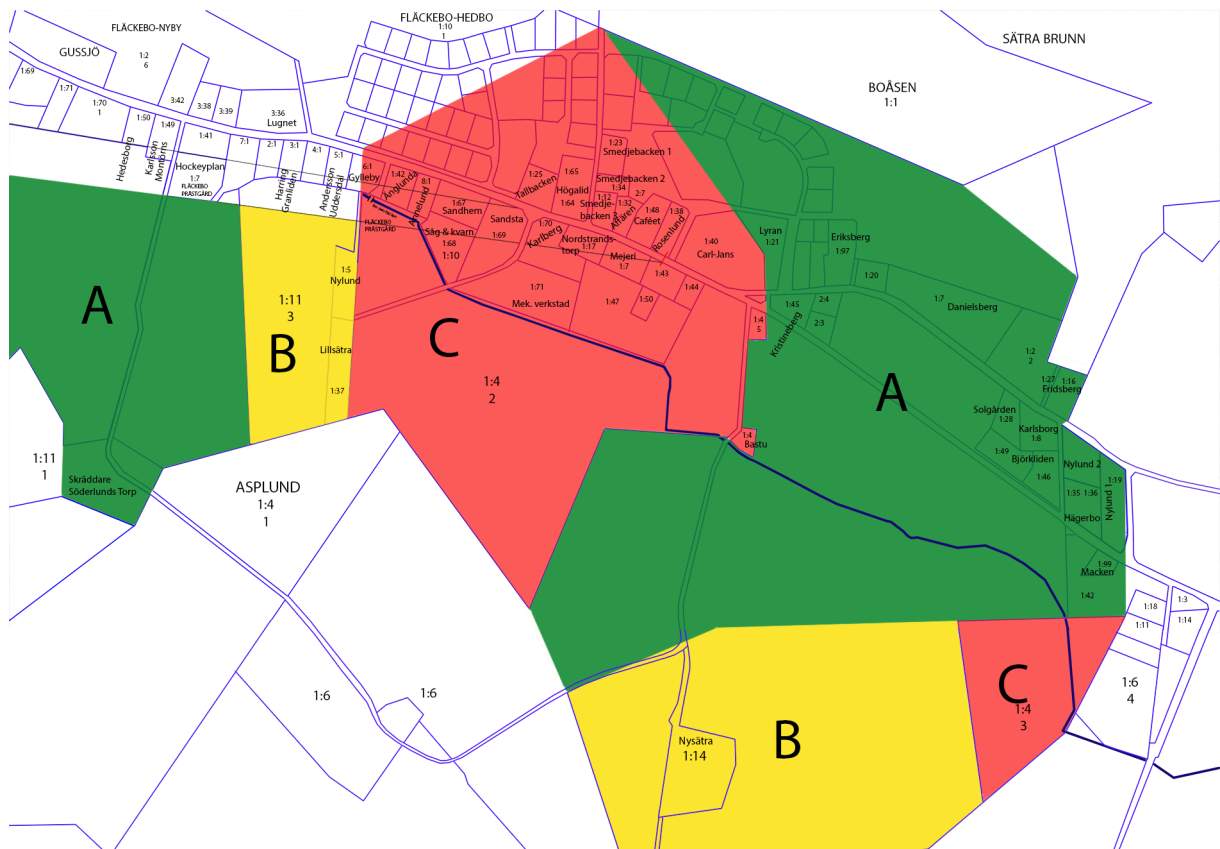 FLÄCKEBO-NYBY
1:2
6
GUSSJÖ
FLÄCKEBO-HEDBO
1:10
1
SÄTRA BRUNN
BOÅSEN
1:1
1:69
1:71
1:70
1
1:50
1:49
3:42
3:38
3:39
3:36
Lugnet
1:41
7:1
2:1
3:1
4:1
5:1
Hedesborg
Karlsson
Montörns
Hockeyplan
1:7
FLÄCKEBO
PRÄSTGÅRD
Harring
Granliden
Andersson
Uddersdal
6:1
Gylleby
1:42
Änglunda
8:1
Annelund
FLÄCKEBO
PRÄSTGÅRD
1:67
Sandhem
Såg & kvarn
1:68
1:10
Sandsta
1:69
1:25
Tallbacken
1:65
Högalid
1:64
1:23
Smedjebacken 1
Smedjebacken 2
1:34
1:12
Smedje-
backen 3
1:32
Affären
2:7
1:48
Caféet
1:38
Rosenlund
1:70
Karlberg
Nordstrands-
torp
1:17
Mejeri
1:7
1:43
1:44
1:40
Carl-Jans
1:71
Mek. verkstad
1:47
1:50
Lyran
1:21
Eriksberg
1:97
1:20
1:7
Danielsberg
1:45
Kristineberg
2:4
2:3
1:4
5
1:2
2
1:27
1:16
Fridsberg
Solgården
1:28
Karlsborg
1:8
1:49
Björkliden
1:46
Nylund 2
1:19
Nylund 1
1:35
1:36
Hägerbo
1:99
Macken
1:42
1:18
1:11
1:3
1:14
1:6
4
A
1:11
3
B
1:5
Nylund
Lillsätra
1:37
C
1:4
2
A
1:4
Bastu
1:11
1
Skräddare
Söderlunds Torp
ASPLUND
1:4
1
1:6
1:6
Nysätra
1:14
B
C
1:4
3